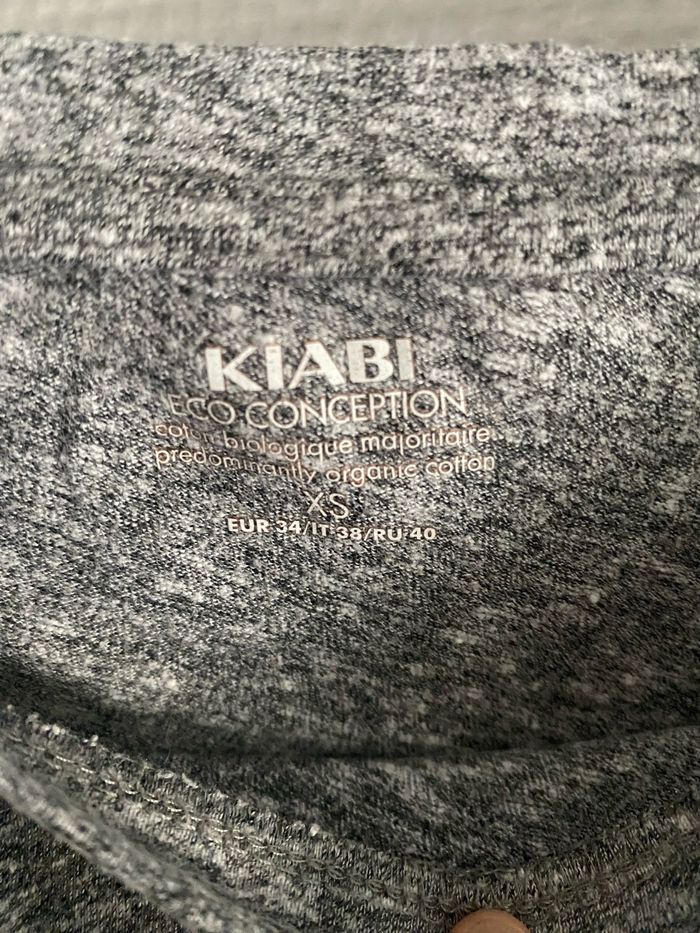 KIABI
ECO CONCEPTION
coton biologique majoritaire
predominantly organic cotton
XS
EUR 34/IT 38/RU 40